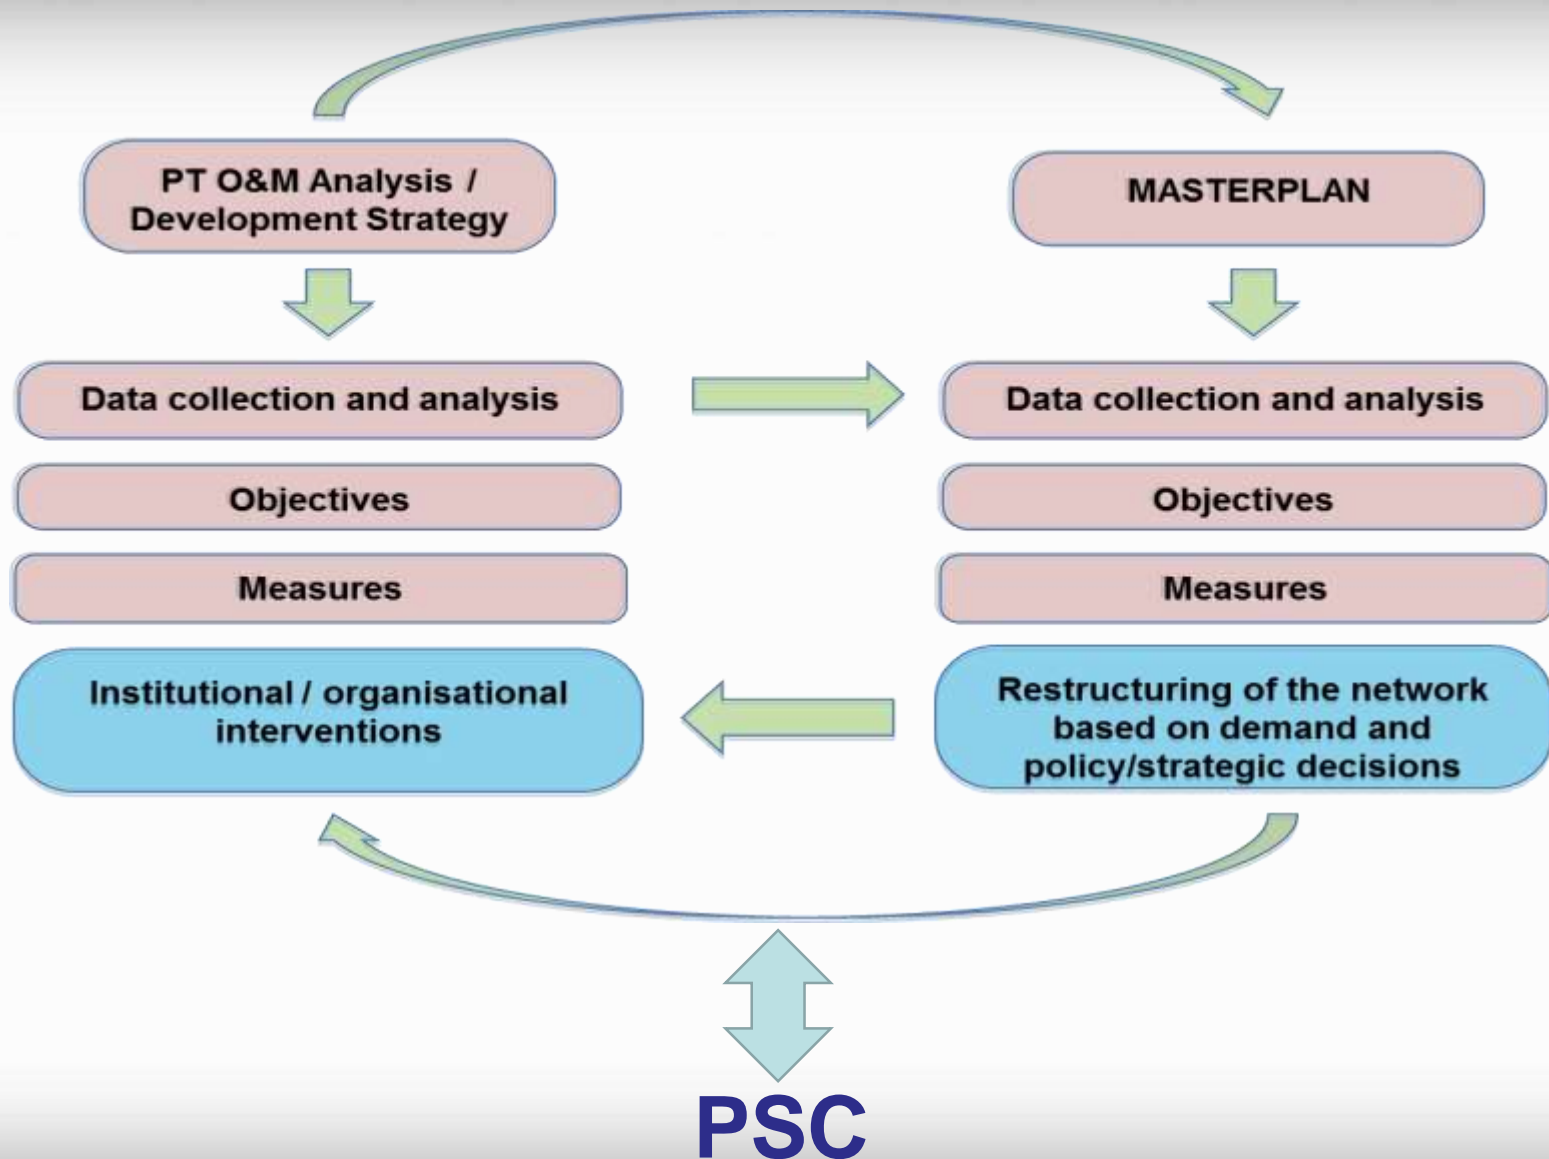 PT O&M Analysis /
Development Strategy
Data collection and analysis
Objectives
Measures
Institutional / organisational
interventions
MASTERPLAN
Data collection and analysis
Objectives
Measures
Restructuring of the network
based on demand and
policy/strategic decisions
PSC